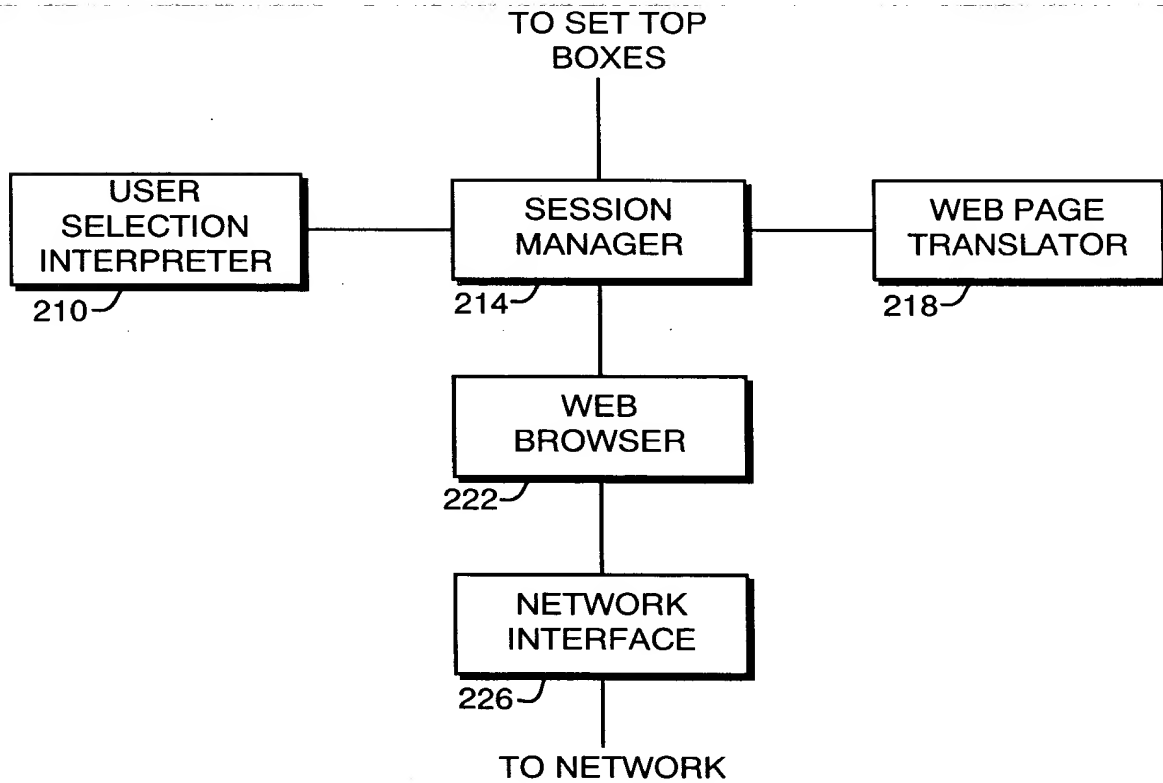 TO SET TOP
BOXES
USER
SELECTION
INTERPRETER
210
SESSION
MANAGER
214
WEB PAGE
TRANSLATOR
218
WEB
BROWSER
222
NETWORK
INTERFACE
226
TO NETWORK